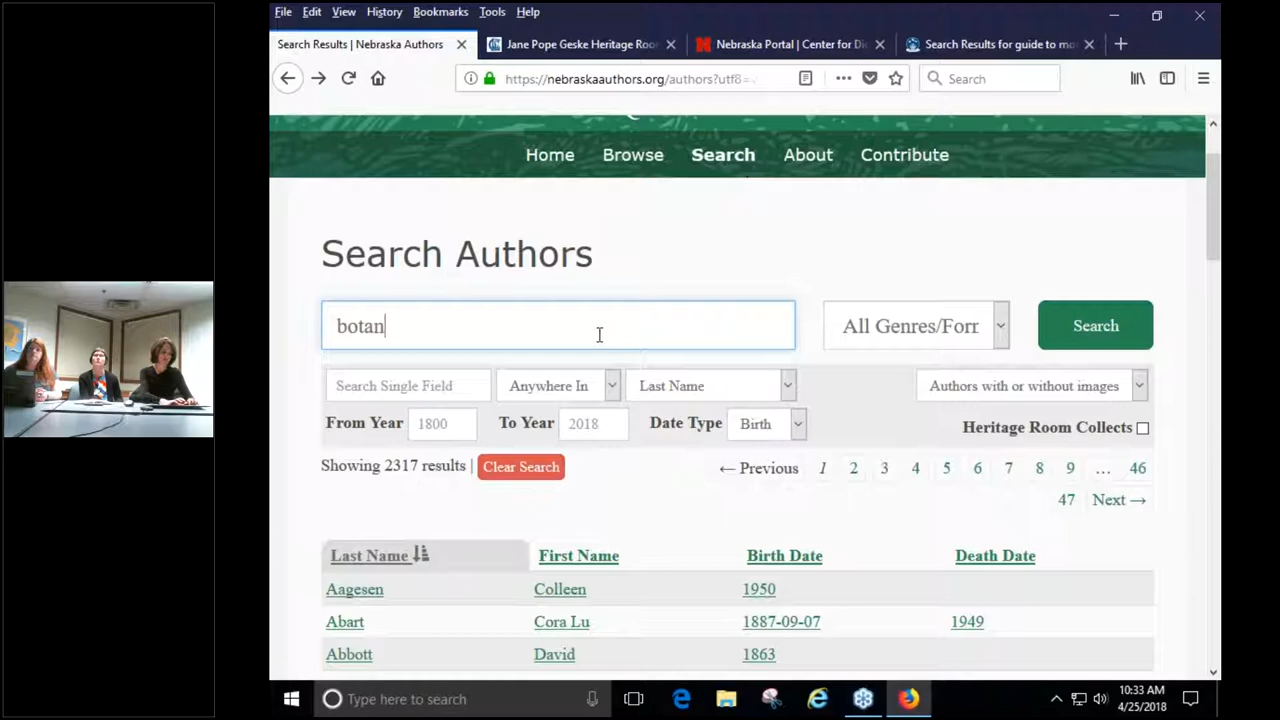 File Edit View History Bookmarks Tools Help
Search Results | Nebraska Authors
Jane Pope Geske Heritage Roo
Nebraska Portal | Center for Di
Search Results for guide to mo
https://nebraskaauthors.org/authors?utf8=
Search
Home Browse Search About Contribute
Search Authors
botan
All Genres/Forr
Search
Search Single Field
Anywhere In
Last Name
Authors with or without images
From Year 1800 To Year 2018 Date Type Birth
Heritage Room Collects
Showing 2317 results | Clear Search
← Previous 1 2 3 4 5 6 7 8 9 … 46
47 Next →
Last Name First Name Birth Date Death Date
Aagesen Colleen 1950
Abart Cora Lu 1887-09-07 1949
Abbott David 1863
Type here to search
10:33 AM
4/25/2018